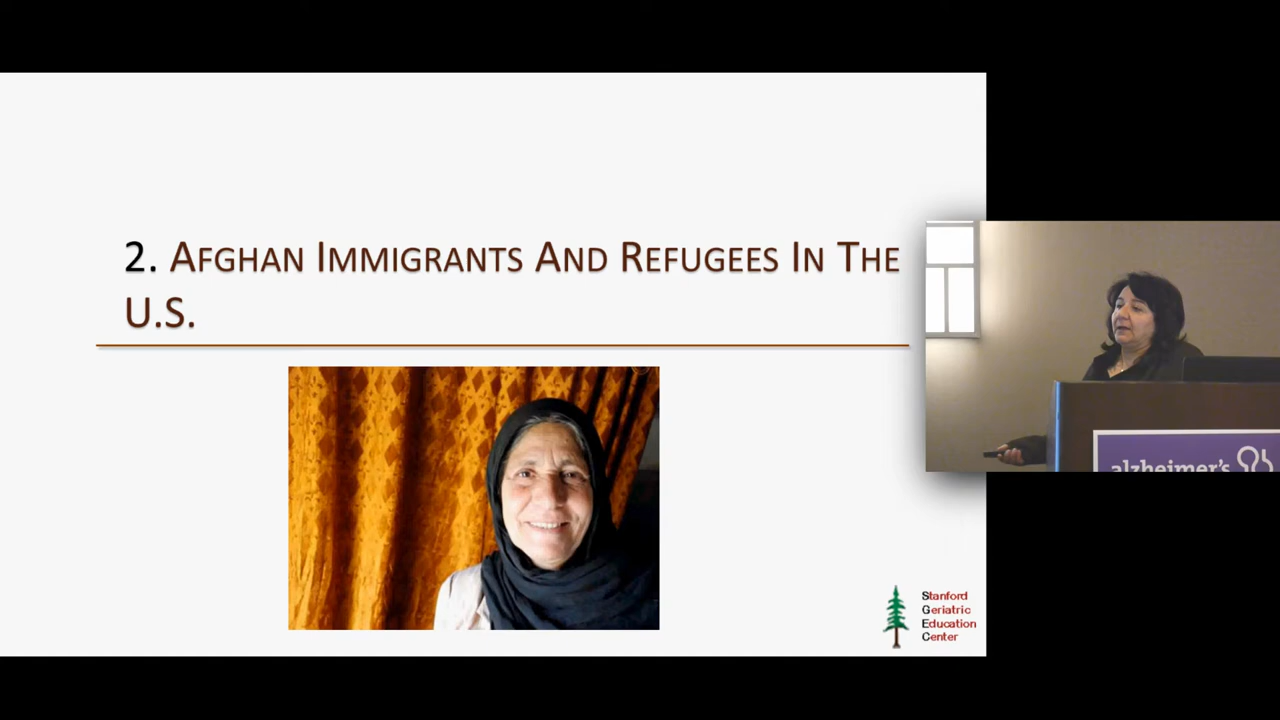 2. AFGHAN IMMIGRANTS AND REFUGEES IN THE
U.S.
alzheimer's
Stanford
Geriatric
Education
Center